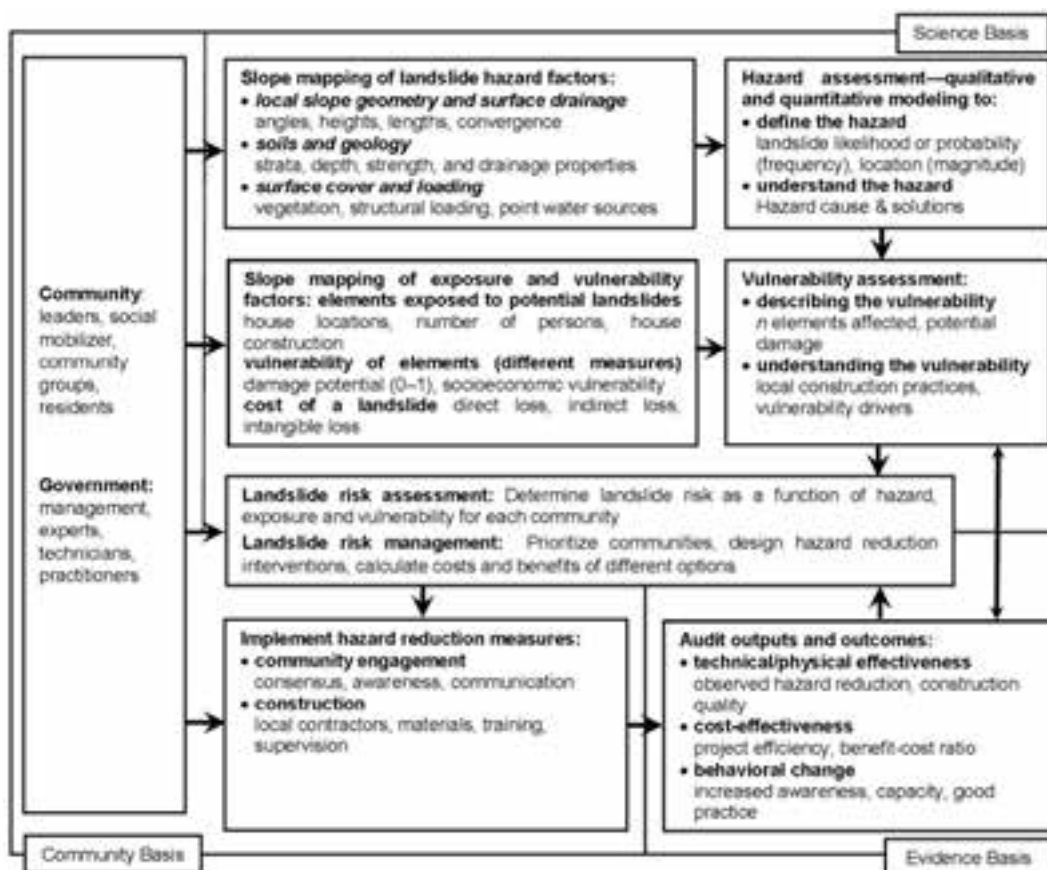 Science Basis
Slope mapping of landslide hazard factors:
• local slope geometry and surface drainage
angles, heights, lengths, convergence
• soils and geology
strata, depth, strength, and drainage properties
• surface cover and loading
vegetation, structural loading, point water sources
Hazard assessment—qualitative
and quantitative modeling to:
• define the hazard
landslide likelihood or probability
(frequency), location (magnitude)
• understand the hazard
Hazard cause & solutions
Community:
leaders, social
mobilizer,
community
groups,
residents
Government:
management,
experts,
technicians,
practitioners
Slope mapping of exposure and vulnerability
factors: elements exposed to potential landslides
house locations, number of persons, house
construction
vulnerability of elements (different measures)
damage potential (0–1), socioeconomic vulnerability
cost of a landslide direct loss, indirect loss,
intangible loss
Vulnerability assessment:
• describing the vulnerability
n elements affected, potential
damage
• understanding the vulnerability
local construction practices,
vulnerability drivers
Landslide risk assessment: Determine landslide risk as a function of hazard,
exposure and vulnerability for each community
Landslide risk management: Prioritize communities, design hazard reduction
interventions, calculate costs and benefits of different options
Implement hazard reduction measures:
• community engagement
consensus, awareness, communication
• construction
local contractors, materials, training,
supervision
Audit outputs and outcomes:
• technical/physical effectiveness
observed hazard reduction, construction
quality
• cost-effectiveness
project efficiency, benefit-cost ratio
• behavioral change
increased awareness, capacity, good
practice
Community Basis
Evidence Basis